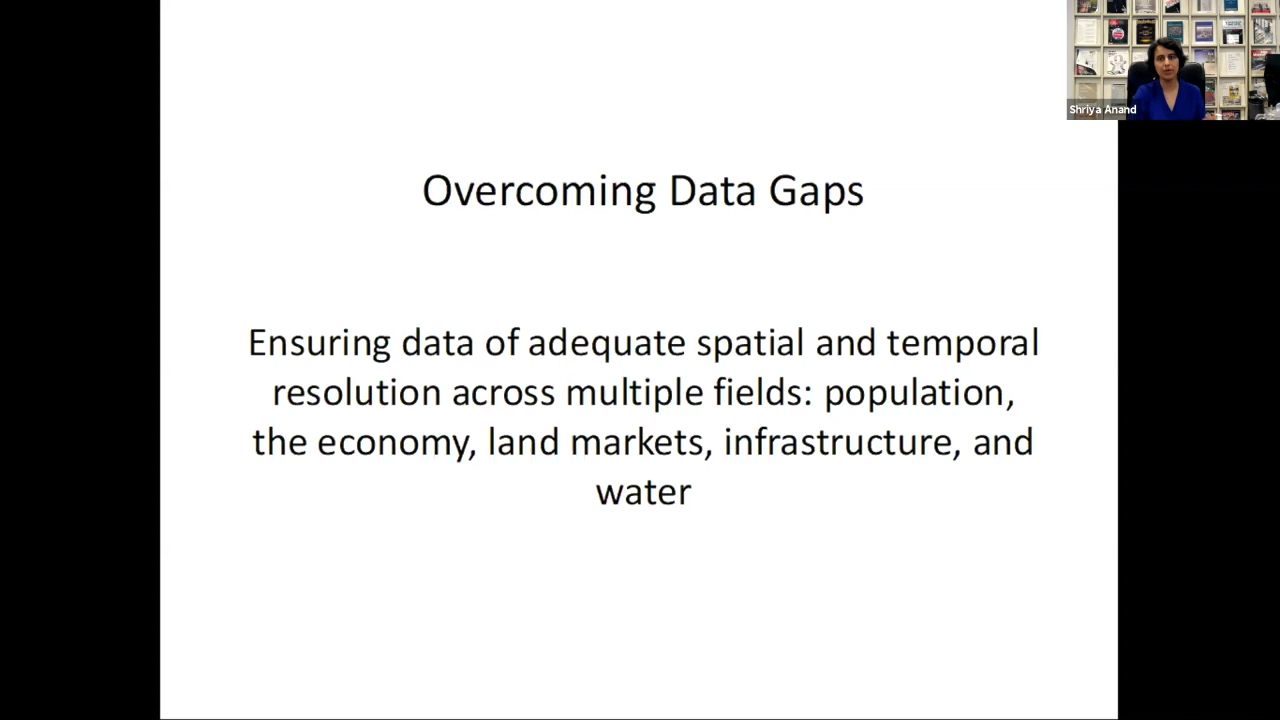 Shriya Anand
Overcoming Data Gaps
Ensuring data of adequate spatial and temporal
resolution across multiple fields: population,
the economy, land markets, infrastructure, and
water